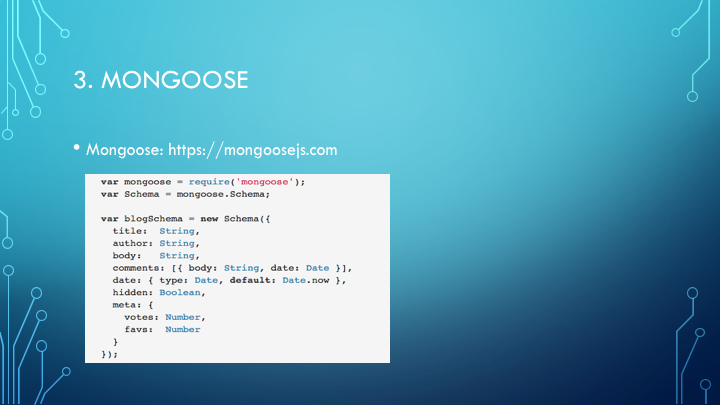 3. MONGOOSE
• Mongoose: https://mongoosejs.com
var mongoose = require('mongoose');
var Schema = mongoose.Schema;
var blogSchema = new Schema({
  title:  String,
  author: String,
  body:   String,
  comments: [{ body: String, date: Date }],
  date: { type: Date, default: Date.now },
  hidden: Boolean,
  meta: {
    votes: Number,
    favs:  Number
  }
});